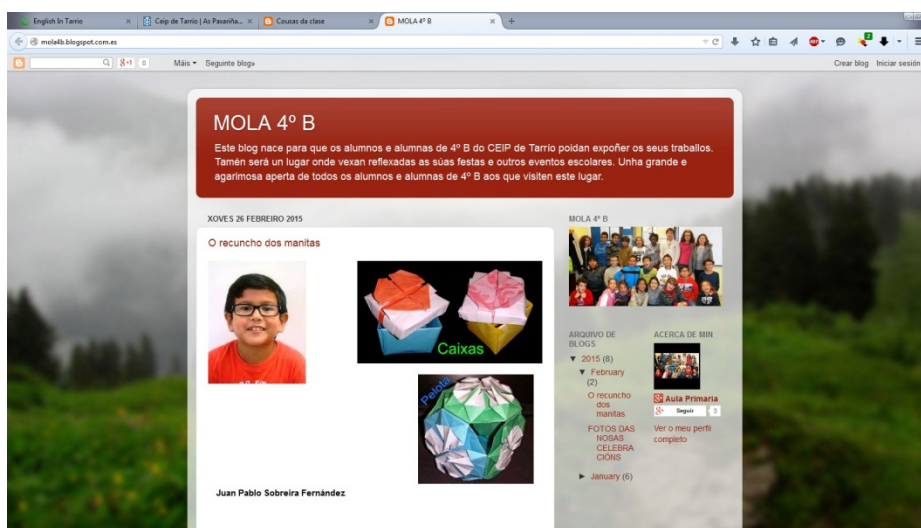 English In Tarrio
Ceip de Tarrío | As Paxariña...
Cousas da clase
MOLA 4º B
mola4b.blogspot.com.es
ABP
2
g+1 0
Máis
Seguinte blog»
Crear blog
Iniciar sesión
MOLA 4º B
Este blog nace para que os alumnos e alumnas de 4º B do CEIP de Tarrío poidan expoñer os seus traballos.
Tamén será un lugar onde vexan reflexadas as súas festas e outros eventos escolares. Unha grande e
agarimosa aperta de todos os alumnos e alumnas de 4º B aos que visiten este lugar.
XOVES 26 FEBREIRO 2015
O recuncho dos manitas
Caixas
Pelota
Juan Pablo Sobreira Fernández
MOLA 4º B
ARQUIVO DE
BLOGS
▼ 2015 (8)
▼ February
(2)
O recuncho
dos
manitas
FOTOS DAS
NOSAS
CELEBRA
CIÓNS
► January (6)
ACERCA DE MIN
Aula Primaria
Seguir 3
Ver o meu perfil
completo